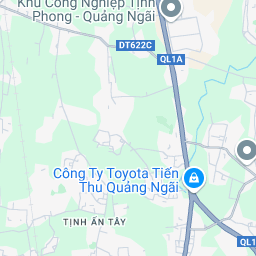 Khu Công Nghiệp Tịnh
Phong - Quảng Ngãi
DT622C
QL1A
Công Ty Toyota Tiến
Thu Quảng Ngãi
QL1
TỊNH ẤN TÂY